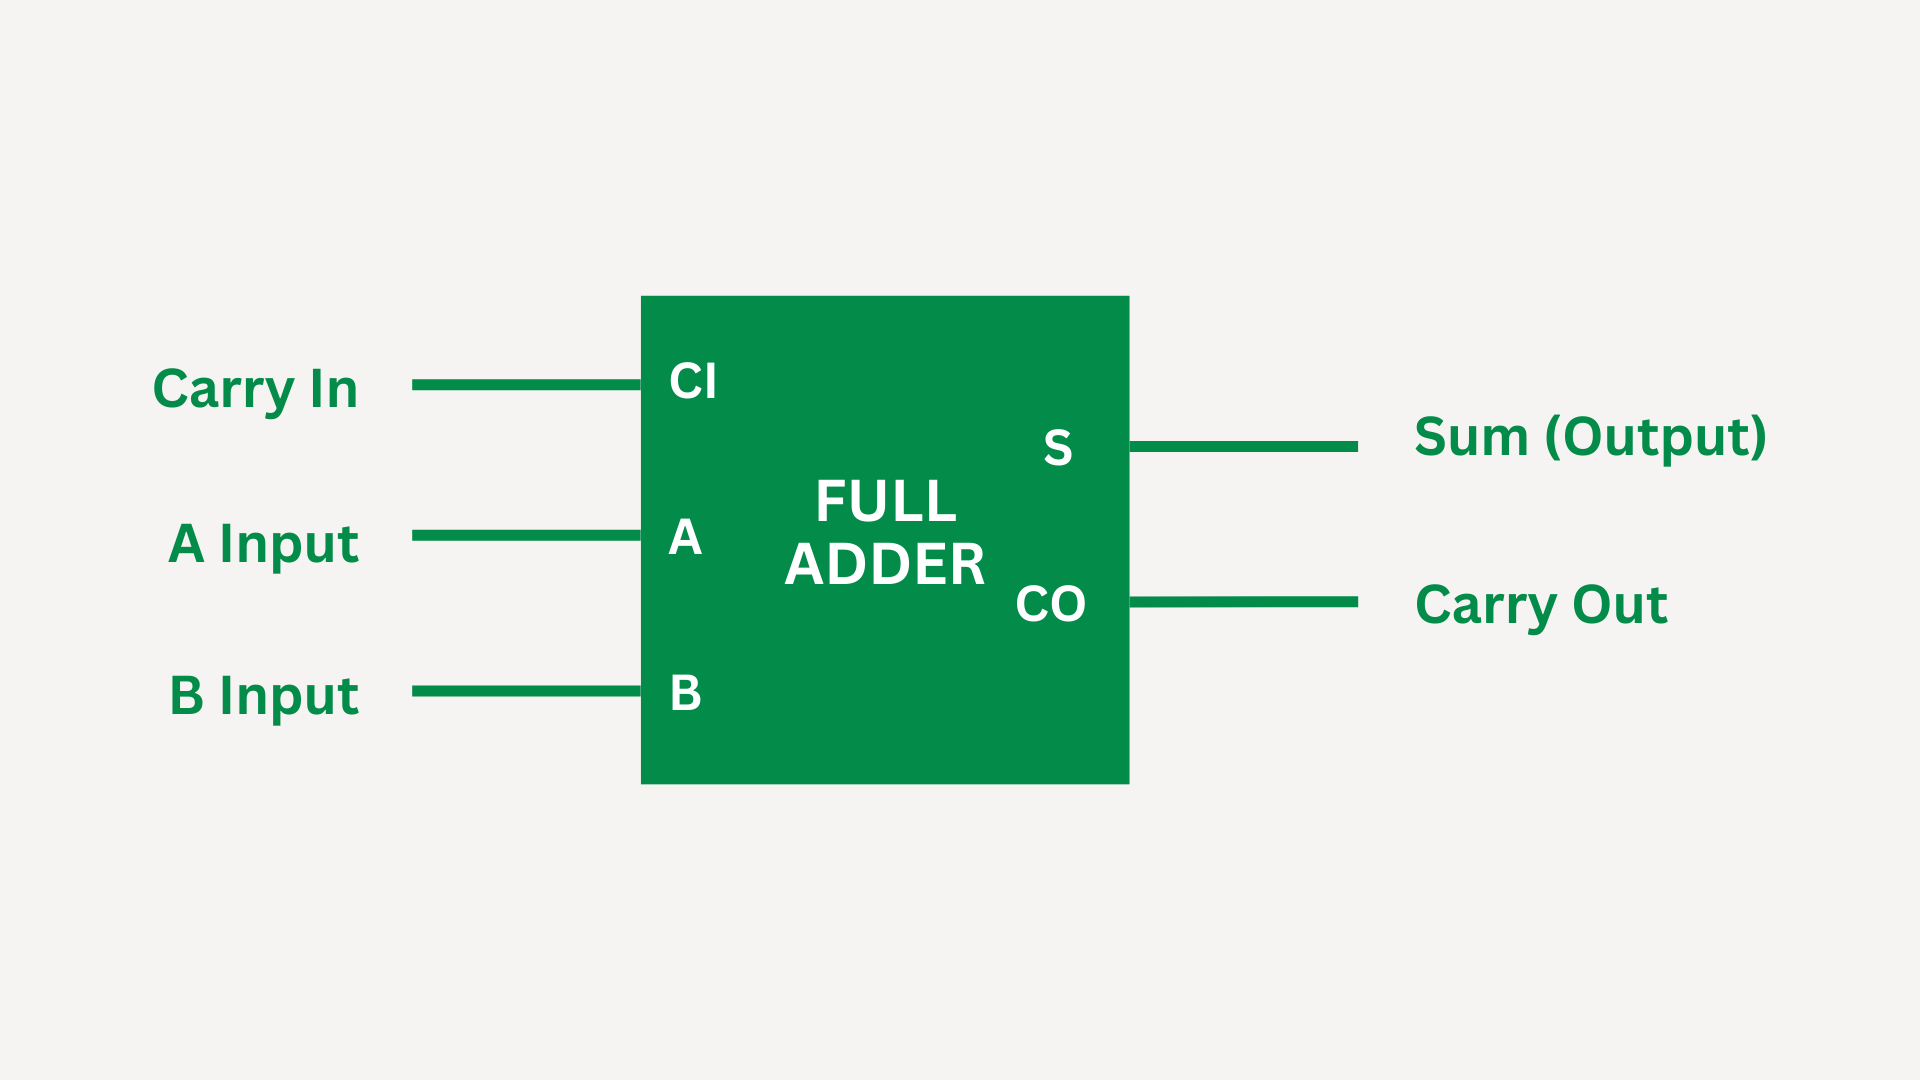 Carry In
A Input
B Input
CI
A
B
FULL
ADDER
S
CO
Sum (Output)
Carry Out